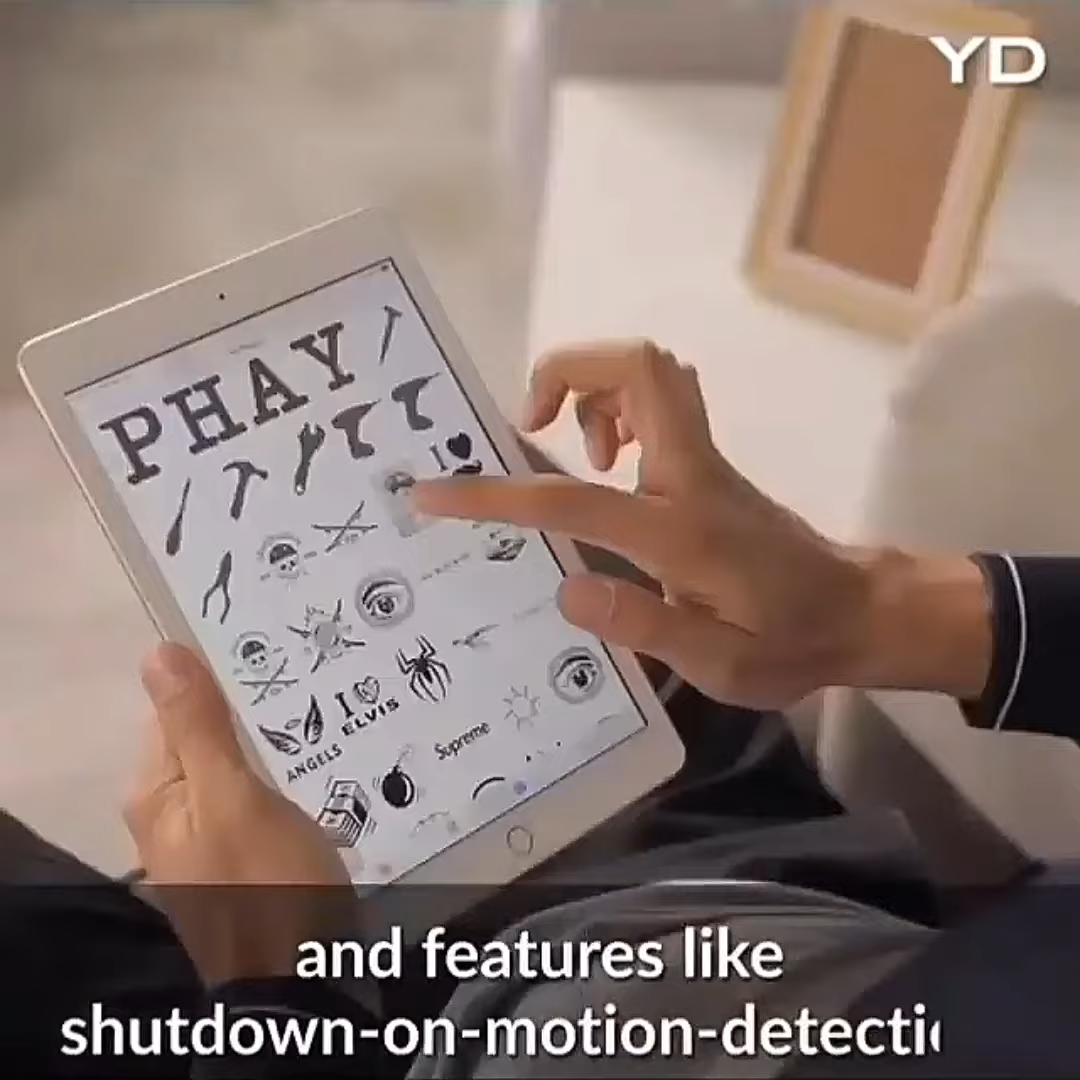 YD
PHAY
I
I
ELVIS
ANGELS
Supreme
and features like
shutdown-on-motion-detecti